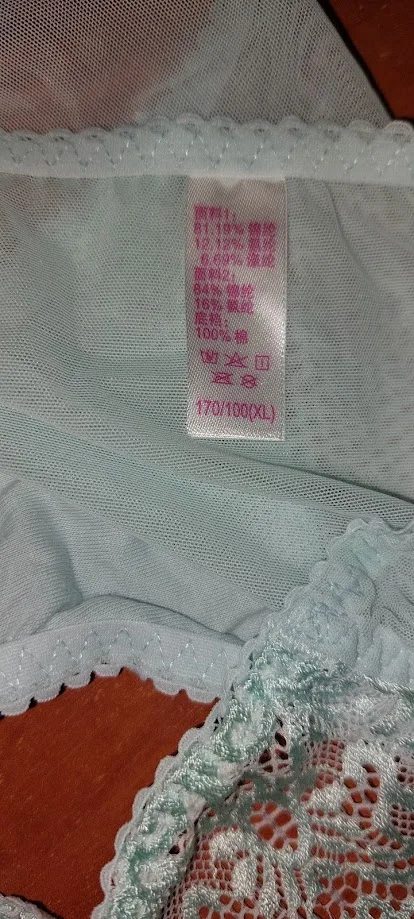 面料1：
81.19% 锦纶
12.12% 氨纶
6.69% 涤纶
面料2：
84% 锦纶
16% 氨纶
底裆：
100% 棉
170/100(XL)